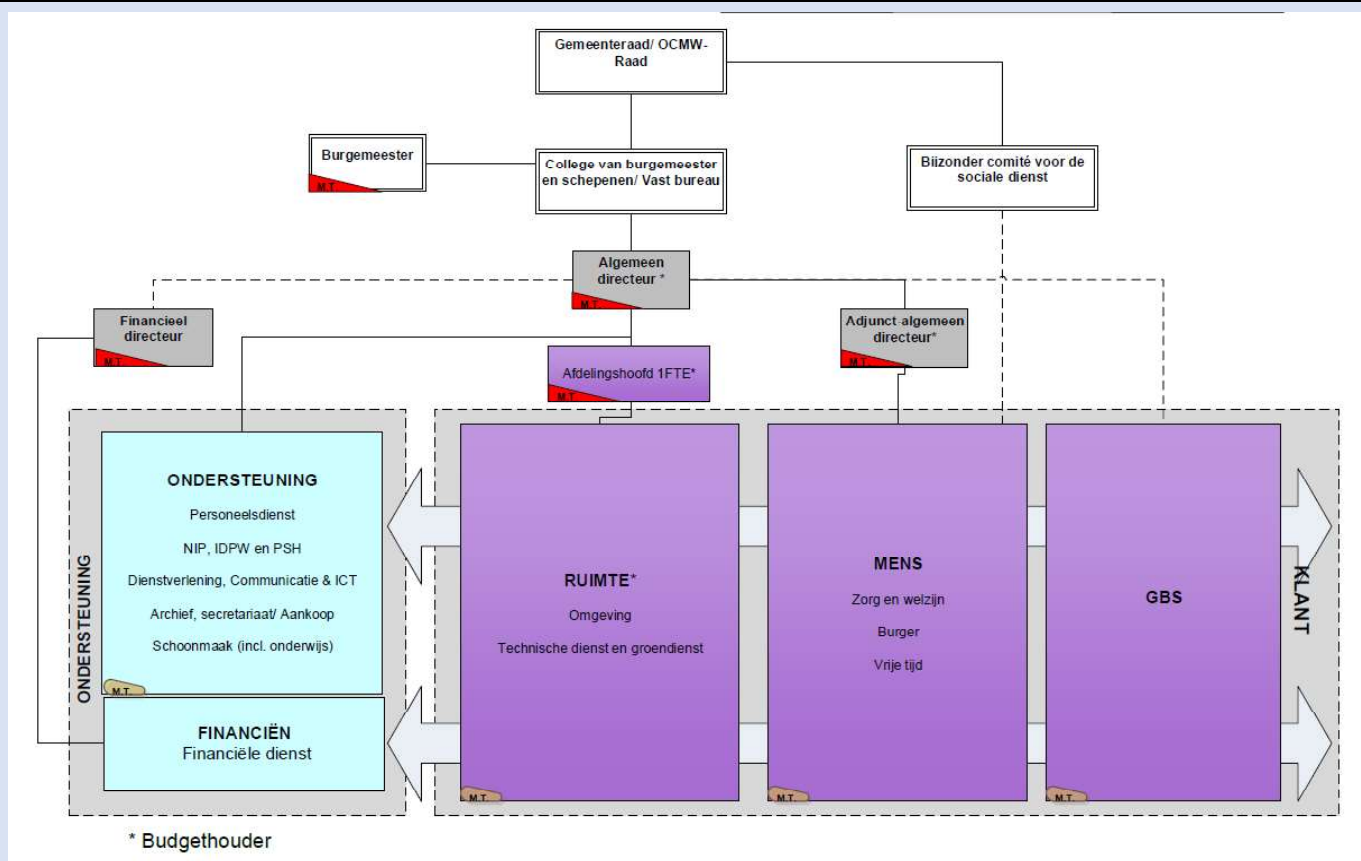 Gemeenteraad/ OCMW-
Raad
Burgemeester
M.T.
College van burgemeester
en schepenen/ Vast bureau
Biizonder comité voor de
sociale dienst
Algemeen
directeur *
M.T.
Financieel
directeur
M.T.
Adjunct-algemeen
directeur*
M.T.
Afdelingshoofd 1FTE*
M.T.
ONDERSTEUNING
ONDERSTEUNING
Personeelsdienst
NIP, IDPW en PSH
Dienstverlening, Communicatie & ICT
Archief, secretariaat/ Aankoop
Schoonmaak (incl. onderwijs)
M.T.
FINANCIËN
Financiële dienst
RUIMTE*
Omgeving
Technische dienst en groendienst
M.T.
MENS
Zorg en welzijn
Burger
Vrije tijd
M.T.
GBS
M.T.
KLANT
* Budgethouder